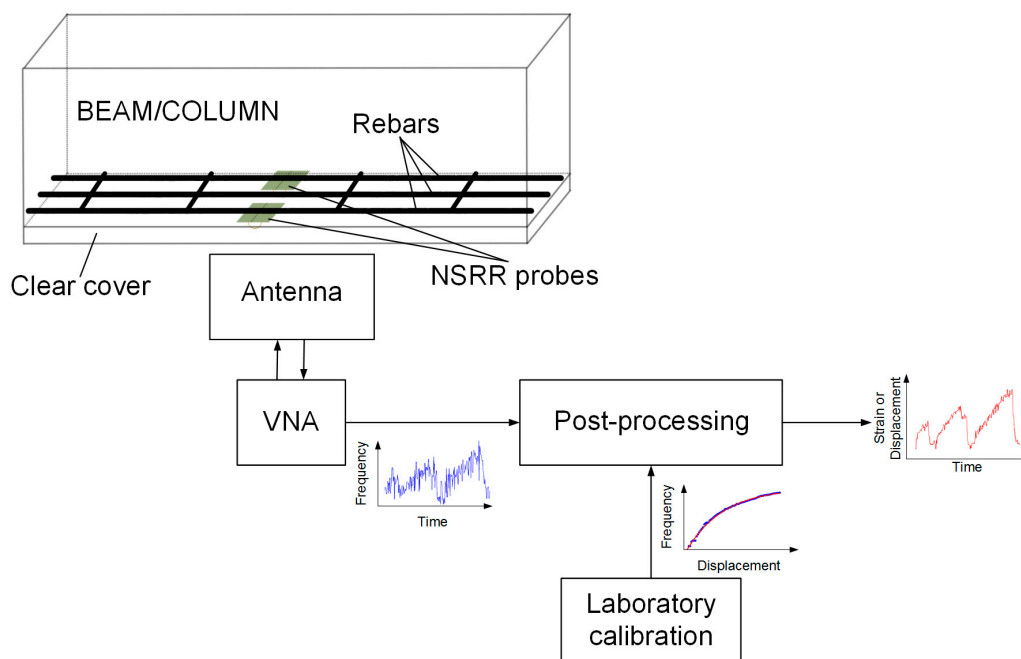 BEAM/COLUMN
Rebars
Clear cover
NSRR probes
Antenna
VNA
Post-processing
Strain or
Displacement
Time
Frequency
Time
Frequency
Displacement
Laboratory
calibration